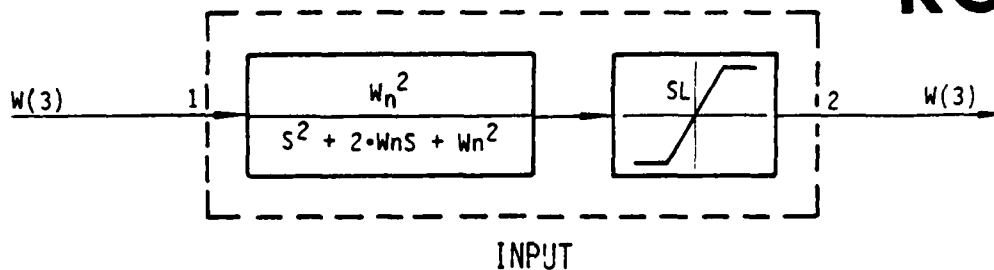 W(3)
1
Wn²
S² + 2·WnS + Wn²
SL
2
W(3)
INPUT